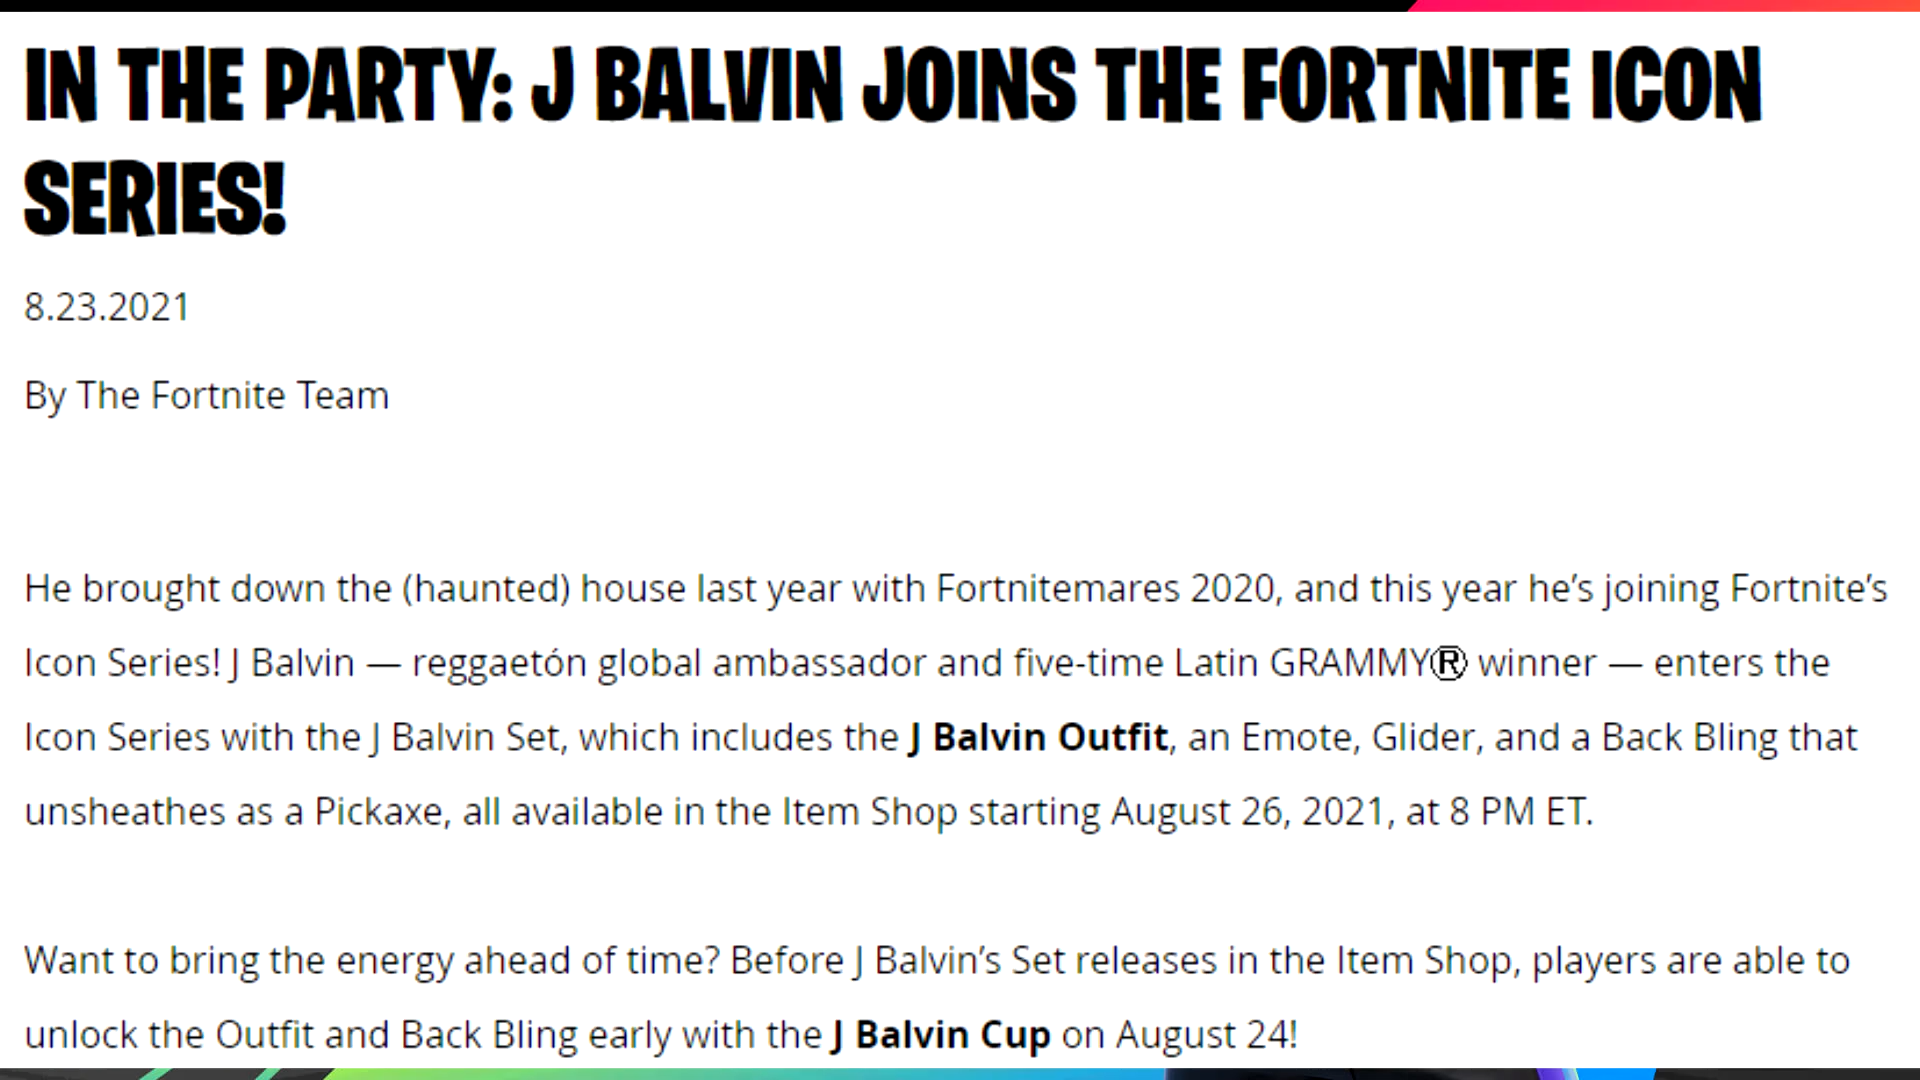 IN THE PARTY: J BALVIN JOINS THE FORTNITE ICON
SERIES!
8.23.2021
By The Fortnite Team
He brought down the (haunted) house last year with Fortnitemares 2020, and this year he’s joining Fortnite’s
Icon Series! J Balvin — reggaetón global ambassador and five-time Latin GRAMMY® winner — enters the
Icon Series with the J Balvin Set, which includes the J Balvin Outfit, an Emote, Glider, and a Back Bling that
unsheathes as a Pickaxe, all available in the Item Shop starting August 26, 2021, at 8 PM ET.
Want to bring the energy ahead of time? Before J Balvin’s Set releases in the Item Shop, players are able to
unlock the Outfit and Back Bling early with the J Balvin Cup on August 24!